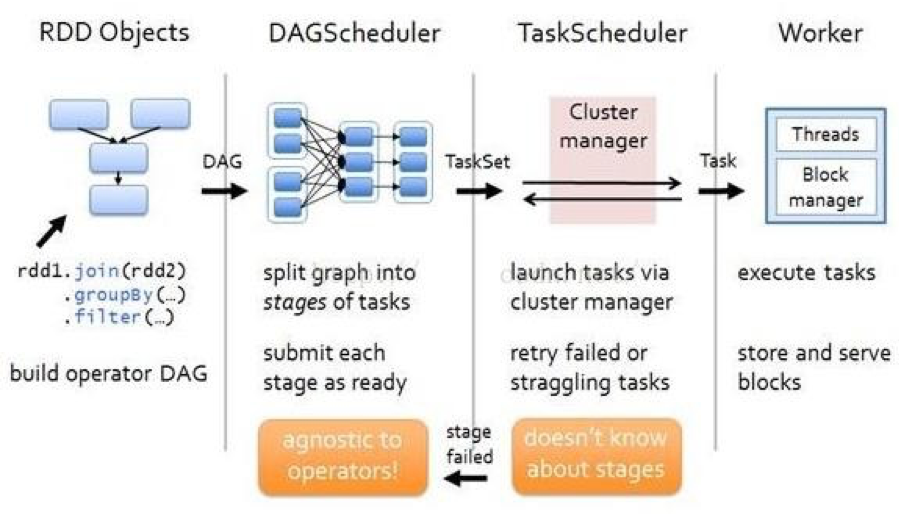 RDD Objects
DAGScheduler
TaskScheduler
Worker
DAG
TaskSet
Cluster
manager
Task
Threads
Block
manager
rdd1.join(rdd2)
.groupBy(…)
.filter(…)
build operator DAG
split graph into
stages of tasks
submit each
stage as ready
launch tasks via
cluster manager
retry failed or
straggling tasks
execute tasks
store and serve
blocks
agnostic to
operators!
stage
failed
doesn't know
about stages